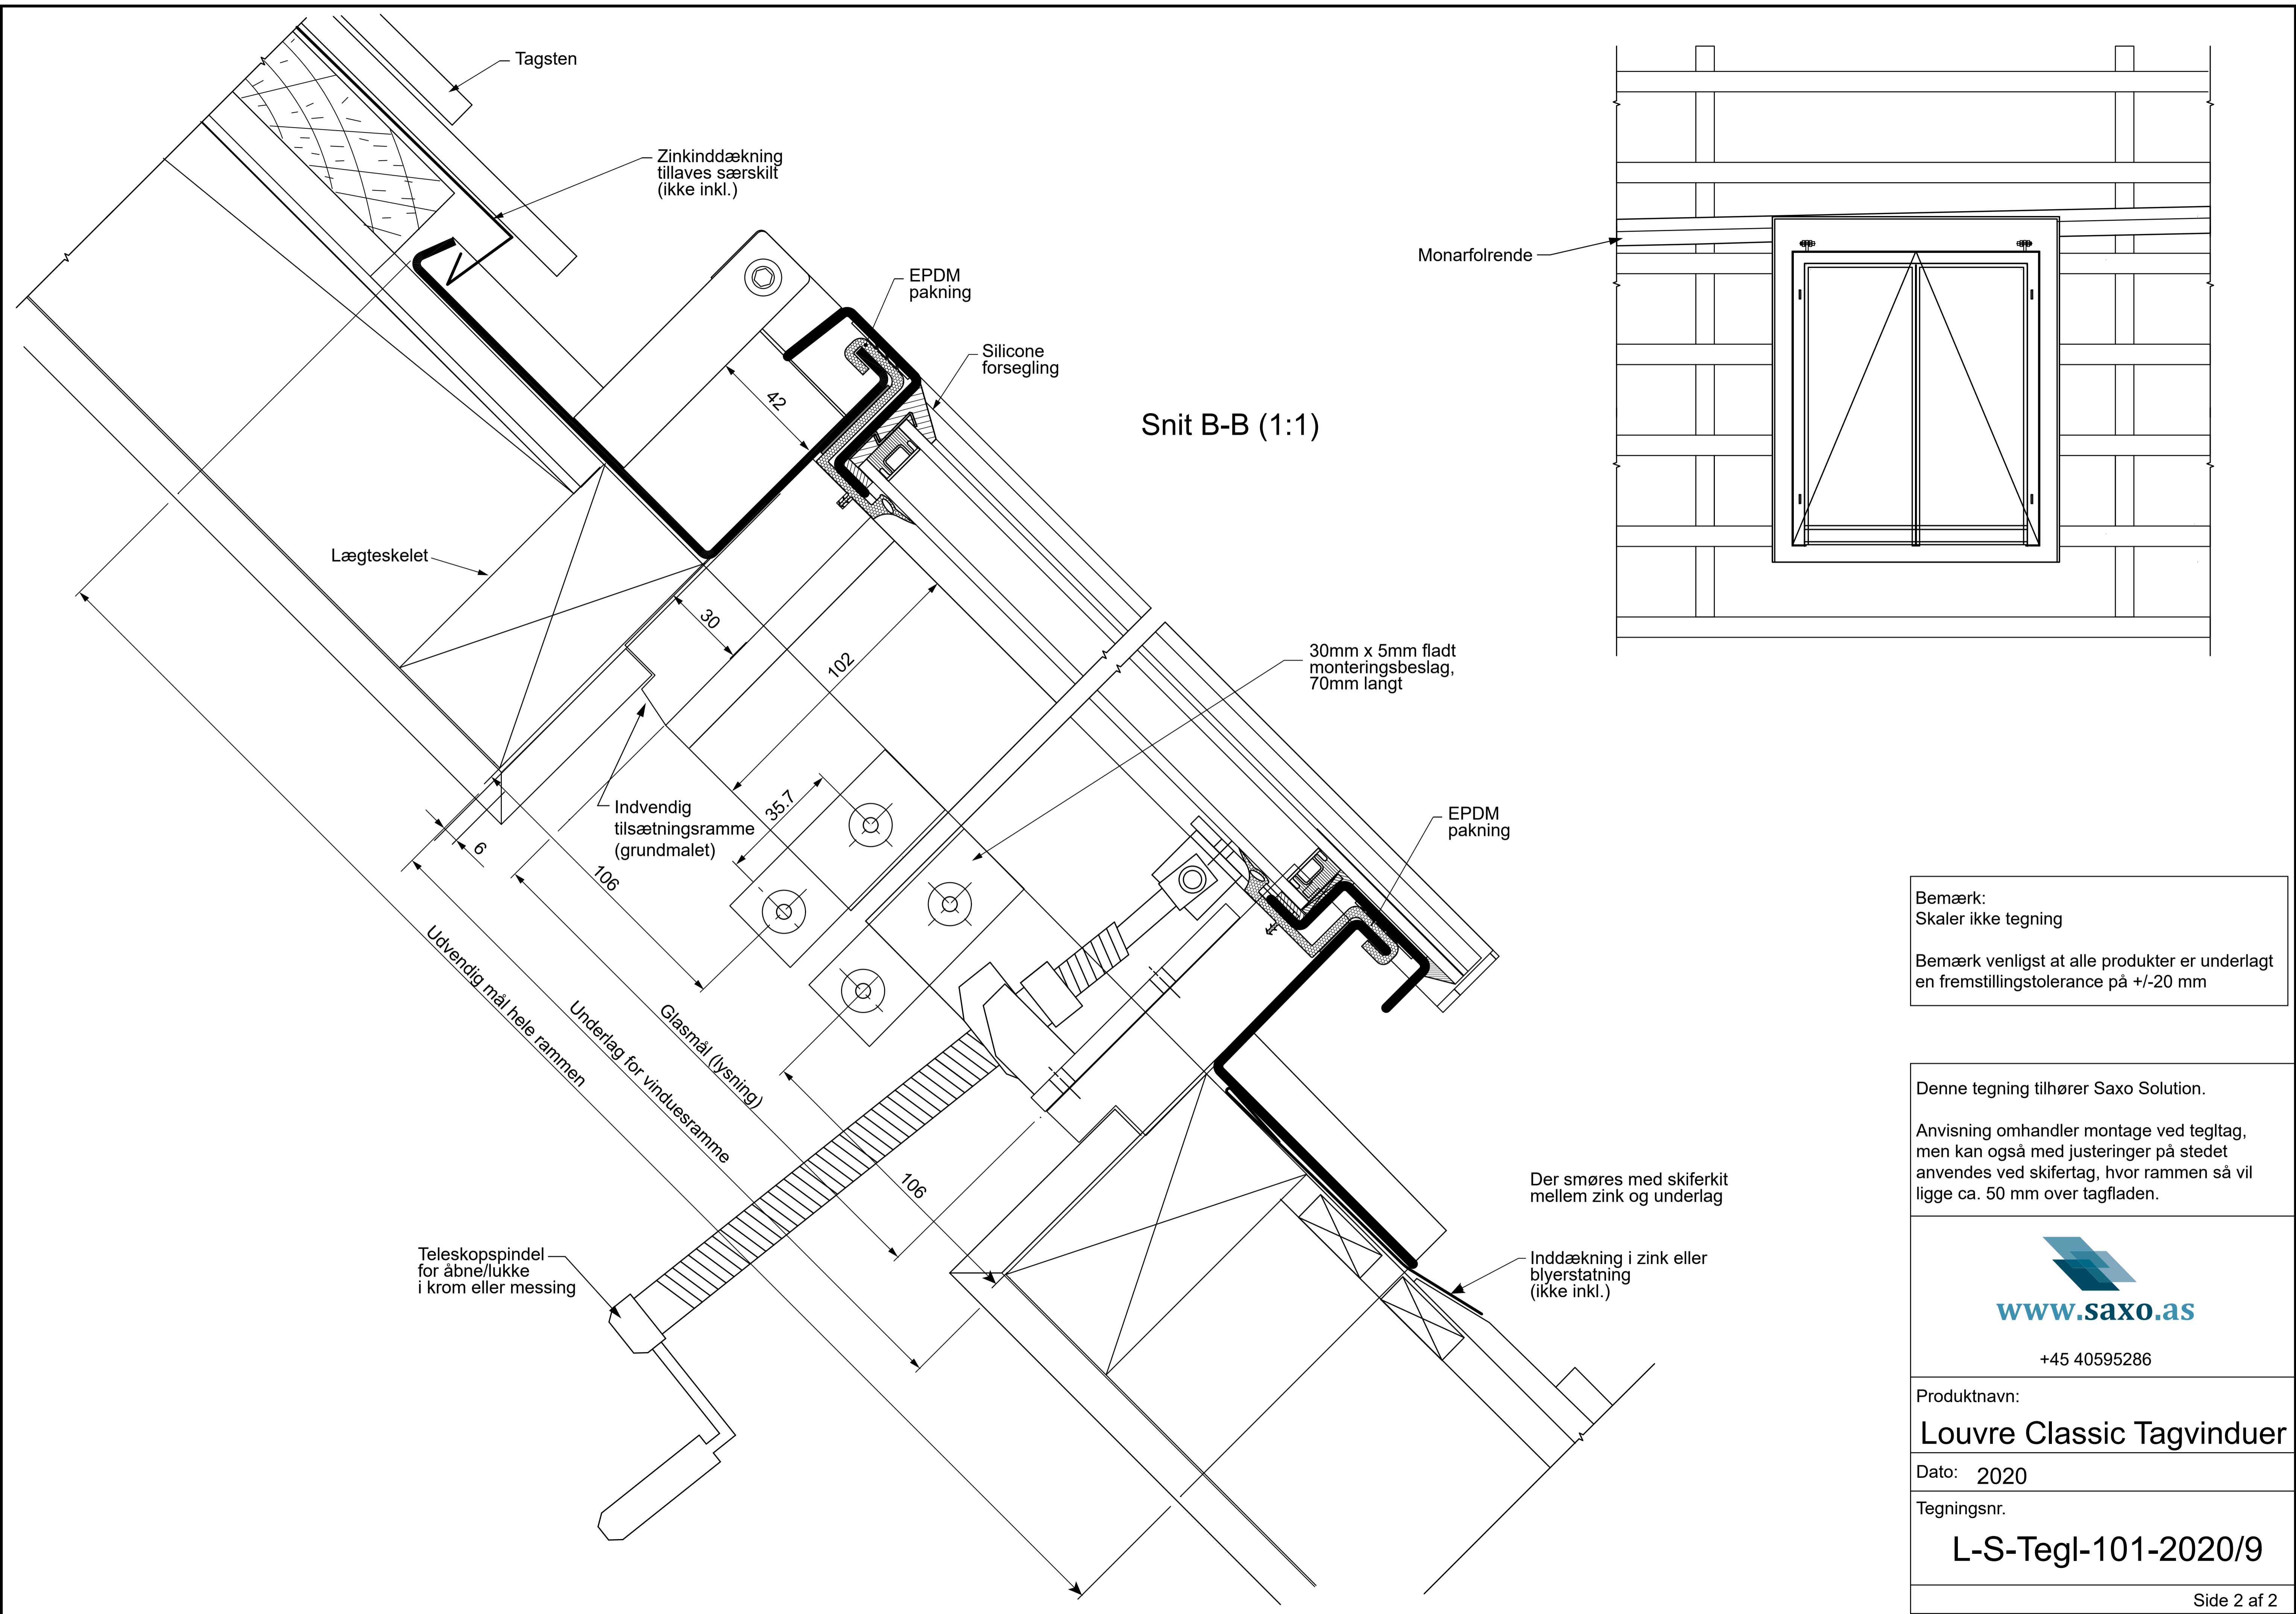 Tagsten
Zinkinddækning
tillaves særskilt
(ikke inkl.)
EPDM
pakning
Silicone
forsegling
Snit B-B (1:1)
Monarfolrende
42
Lægteskelet
30
102
30mm x 5mm fladt
monteringsbeslag,
70mm langt
Indvendig
tilsætningsramme
(grundmalet)
35.7
6
106
EPDM
pakning
Udvendig mål hele rammen
Underlag for vinduesramme
Glasmål (lysning)
106
Teleskopspindel
for åbne/lukke
i krom eller messing
Der smøres med skiferkit
mellem zink og underlag
Inddækning i zink eller
blyerstatning
(ikke inkl.)
Bemærk:
Skaler ikke tegning
Bemærk venligst at alle produkter er underlagt
en fremstillingstolerance på +/-20 mm
Denne tegning tilhører Saxo Solution.
Anvisning omhandler montage ved tegltag,
men kan også med justeringer på stedet
anvendes ved skifertag, hvor rammen så vil
ligge ca. 50 mm over tagfladen.
www.saxo.as
+45 40595286
Produktnavn:
Louvre Classic Tagvinduer
Dato: 2020
Tegningsnr.
L-S-Tegl-101-2020/9
Side 2 af 2